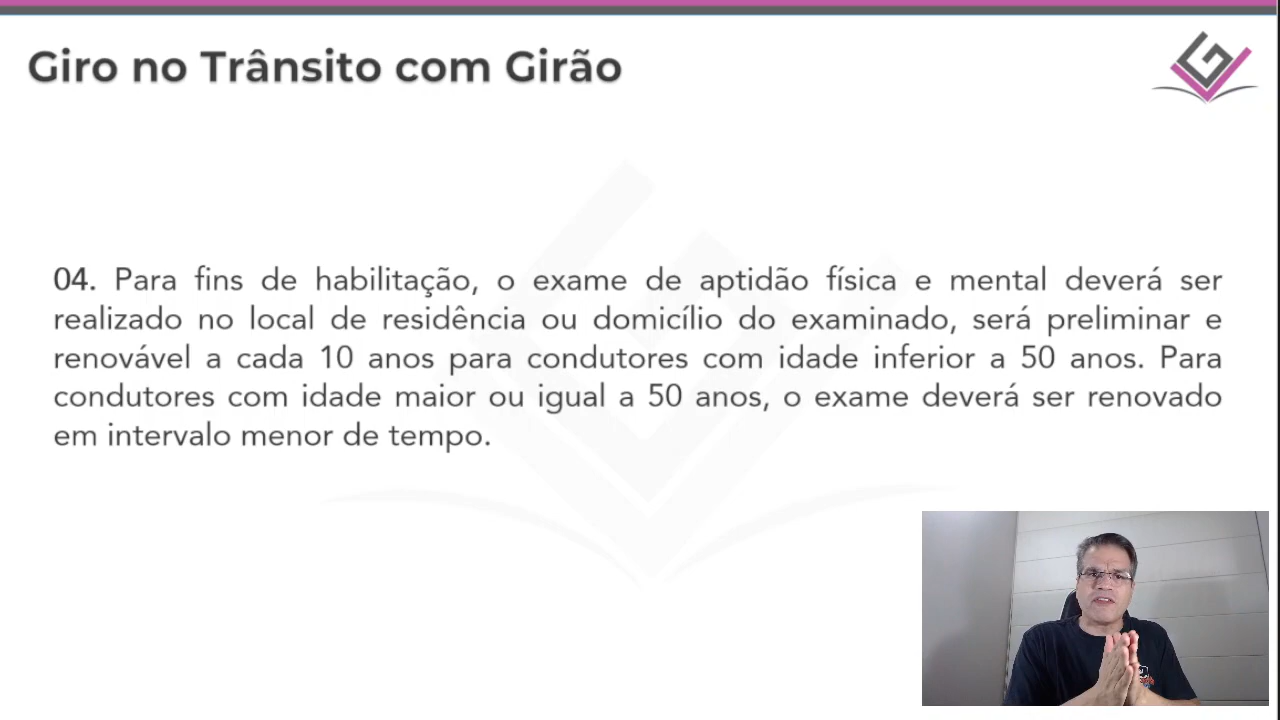 Giro no Trânsito com Girão
04. Para fins de habilitação, o exame de aptidão física e mental deverá ser
realizado no local de residência ou domicílio do examinado, será preliminar e
renovável a cada 10 anos para condutores com idade inferior a 50 anos. Para
condutores com idade maior ou igual a 50 anos, o exame deverá ser renovado
em intervalo menor de tempo.